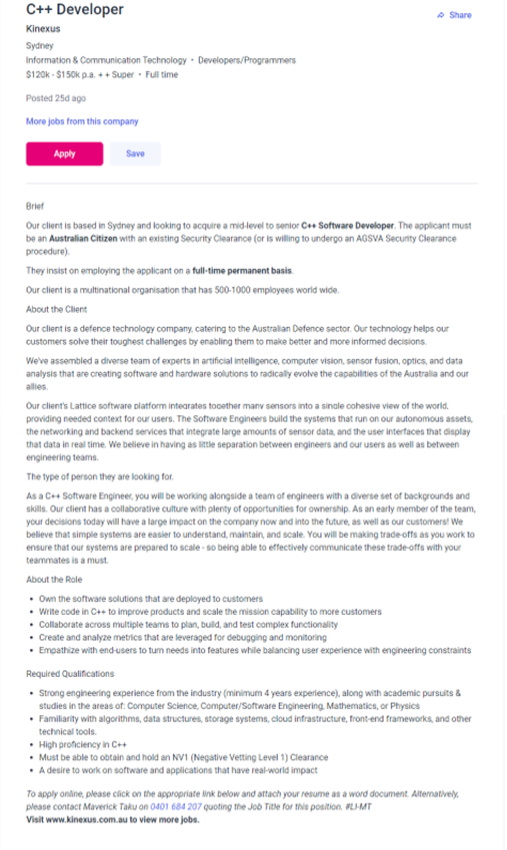 C++ Developer
Share
Kinexus
Sydney
Information & Communication Technology • Developers/Programmers
$120k - $150k p.a. + + Super • Full time
Posted 25d ago
More jobs from this company
Apply
Save
Brief
Our client is based in Sydney and looking to acquire a mid-level to senior C++ Software Developer. The applicant must
be an Australian Citizen with an existing Security Clearance (or is willing to undergo an AGSVA Security Clearance
procedure).
They insist on employing the applicant on a full-time permanent basis.
Our client is a multinational organisation that has 500-1000 employees world wide.
About the Client
Our client is a defence technology company, catering to the Australian Defence sector. Our technology helps our
customers solve their toughest challenges by enabling them to make better and more informed decisions.
We've assembled a diverse team of experts in artificial intelligence, computer vision, sensor fusion, optics, and data
analysis that are creating software and hardware solutions to radically evolve the capabilities of the Australia and our
allies.
Our client's Lattice software platform integrates together many sensors into a single cohesive view of the world,
providing needed context for our users. The Software Engineers build the systems that run on our autonomous assets,
the networking and backend services that integrate large amounts of sensor data, and the user interfaces that display
that data in real time. We believe in having as little separation between engineers and our users as well as between
engineering teams.
The type of person they are looking for.
As a C++ Software Engineer, you will be working alongside a team of engineers with a diverse set of backgrounds and
skills. Our client has a collaborative culture with plenty of opportunities for ownership. As an early member of the team,
your decisions today will have a large impact on the company now and into the future, as well as our customers! We
believe that simple systems are easier to understand, maintain, and scale. You will be making trade-offs as you work to
ensure that our systems are prepared to scale - so being able to effectively communicate these trade-offs with your
teammates is a must.
About the Role
• Own the software solutions that are deployed to customers
• Write code in C++ to improve products and scale the mission capability to more customers
• Collaborate across multiple teams to plan, build, and test complex functionality
• Create and analyze metrics that are leveraged for debugging and monitoring
• Empathize with end-users to turn needs into features while balancing user experience with engineering constraints
Required Qualifications
• Strong engineering experience from the industry (minimum 4 years experience), along with academic pursuits &
studies in the areas of: Computer Science, Computer/Software Engineering, Mathematics, or Physics
• Familiarity with algorithms, data structures, storage systems, cloud infrastructure, front-end frameworks, and other
technical tools.
• High proficiency in C++
• Must be able to obtain and hold an NV1 (Negative Vetting Level 1) Clearance
• A desire to work on software and applications that have real-world impact
To apply online, please click on the appropriate link below and attach your resume as a word document. Alternatively,
please contact Maverick Taku on 0401 684 207 quoting the Job Title for this position. #LI-MT
Visit www.kinexus.com.au to view more jobs.